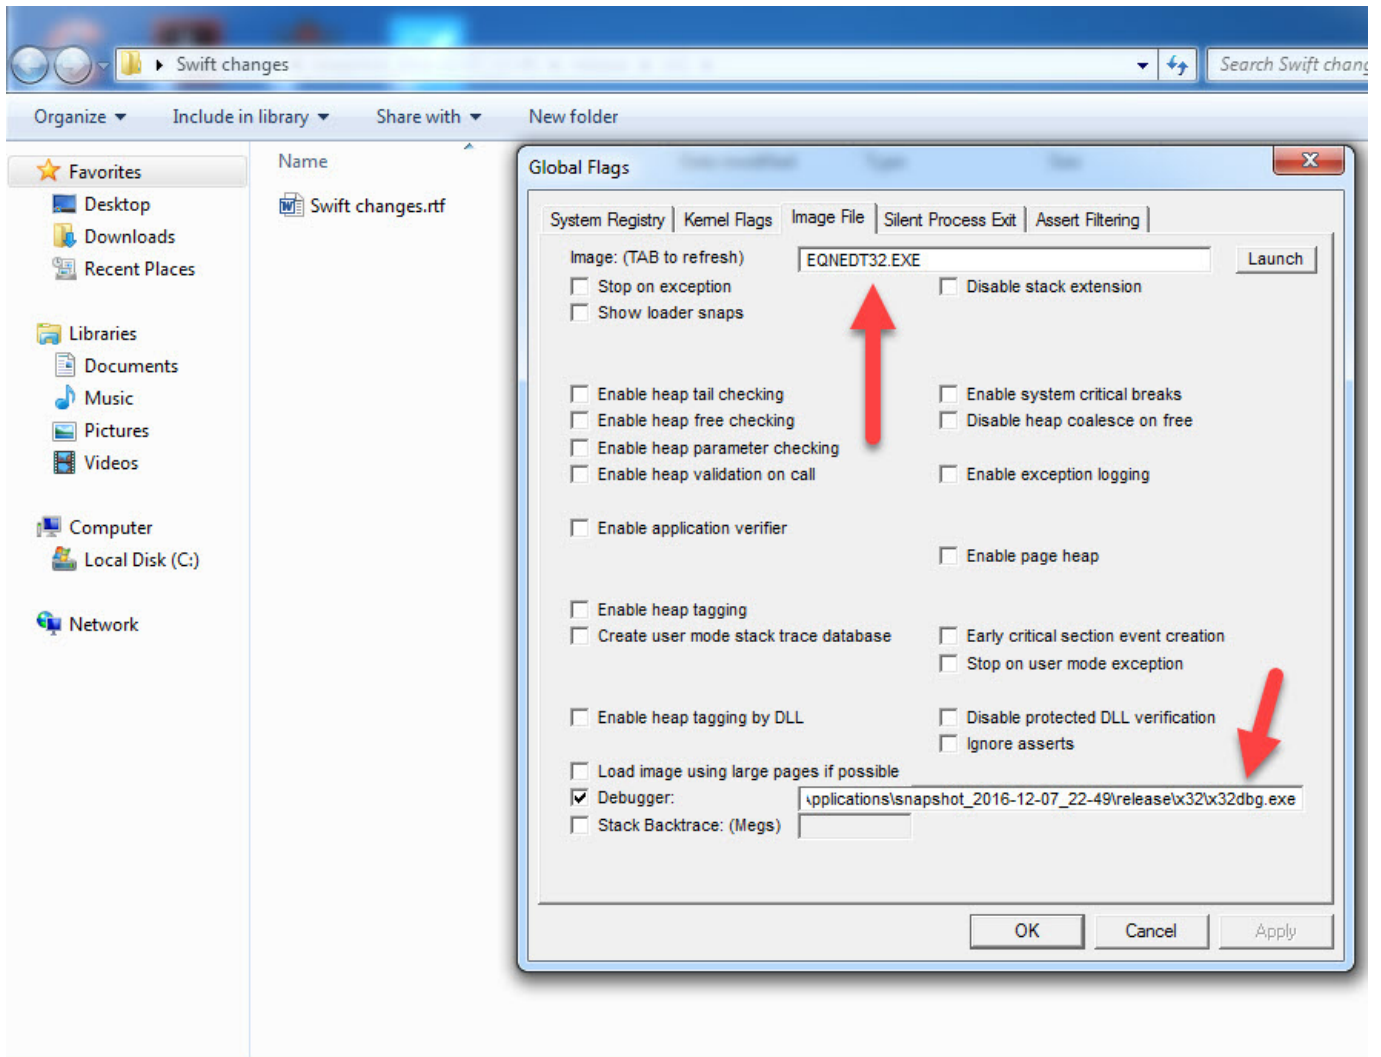 Swift changes
Search Swift chang
Organize
Include in library
Share with
New folder
Favorites
Desktop
Downloads
Recent Places
Libraries
Documents
Music
Pictures
Videos
Computer
Local Disk (C:)
Network
Name
Swift changes.rtf
Global Flags
System Registry
Kernel Flags
Image File
Silent Process Exit
Assert Filtering
Image: (TAB to refresh)
EQNEDT32.EXE
Launch
Stop on exception
Disable stack extension
Show loader snaps
Enable heap tail checking
Enable system critical breaks
Enable heap free checking
Disable heap coalesce on free
Enable heap parameter checking
Enable heap validation on call
Enable exception logging
Enable application verifier
Enable page heap
Enable heap tagging
Create user mode stack trace database
Early critical section event creation
Stop on user mode exception
Enable heap tagging by DLL
Disable protected DLL verification
Ignore asserts
Load image using large pages if possible
Debugger:
pplications\snapshot_2016-12-07_22-49\release\x32\x32dbg.exe
Stack Backtrace: (Megs)
OK
Cancel
Apply